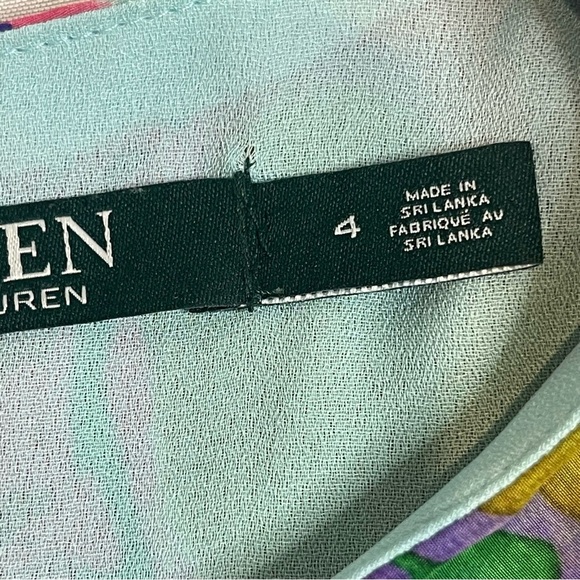 EN
UREN
4
MADE IN
SRI LANKA
FABRIQUÉ AU
SRI LANKA